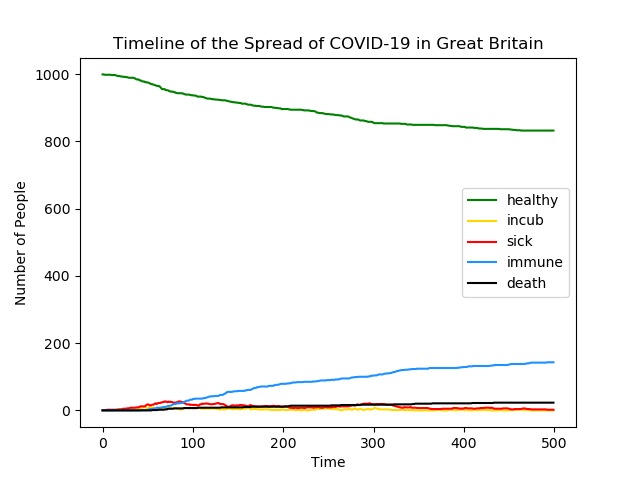 Timeline of the Spread of COVID-19 in Great Britain
Number of People
1000
800
600
400
200
0
healthy
incub
sick
immune
death
0 100 200 300 400 500
Time